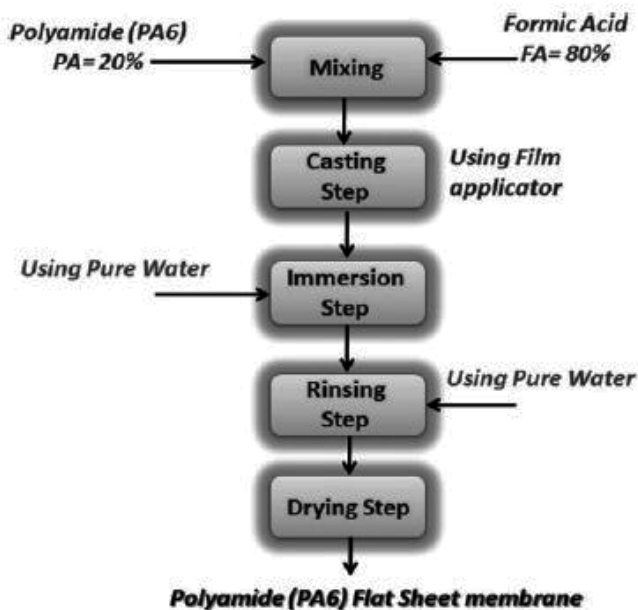 Polyamide (PA6)
PA= 20%
Formic Acid
FA= 80%
Mixing
Casting
Step
Using Film
applicator
Using Pure Water
Immersion
Step
Rinsing
Step
Using Pure Water
Drying Step
Polyamide (PA6) Flat Sheet membrane